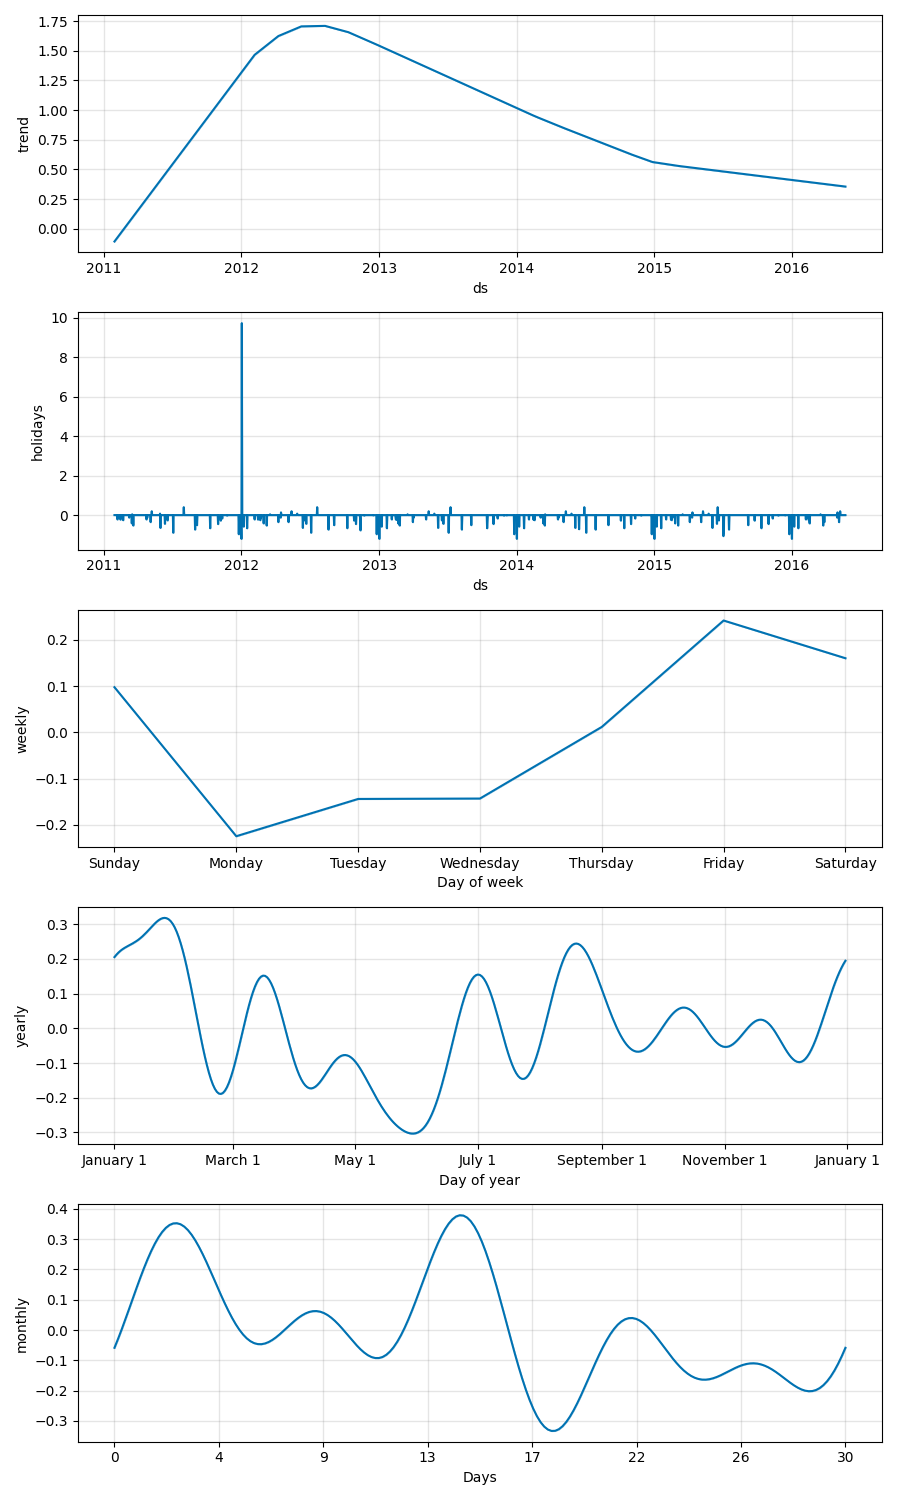 1.75
1.50
1.25
1.00
0.75
0.50
0.25
0.00
trend
2011 2012 2013 2014 2015 2016
ds
10
8
6
4
2
0
holidays
2011 2012 2013 2014 2015 2016
ds
0.2
0.1
0.0
−0.1
−0.2
weekly
Sunday Monday Tuesday Wednesday Thursday Friday Saturday
Day of week
0.3
0.2
0.1
0.0
−0.1
−0.2
−0.3
yearly
January 1 March 1 May 1 July 1 September 1 November 1 January 1
Day of year
0.4
0.3
0.2
0.1
0.0
−0.1
−0.2
−0.3
monthly
0 4 9 13 17 22 26 30
Days